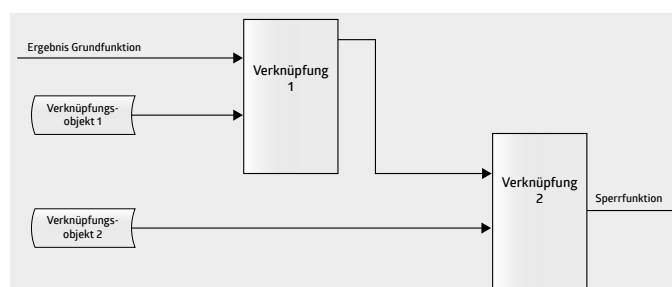 Ergebnis Grundfunktion
Verknüpfung
1
Verknüpfungs-
objekt 1
Verknüpfung
2
Sperrfunktion
Verknüpfungs-
objekt 2